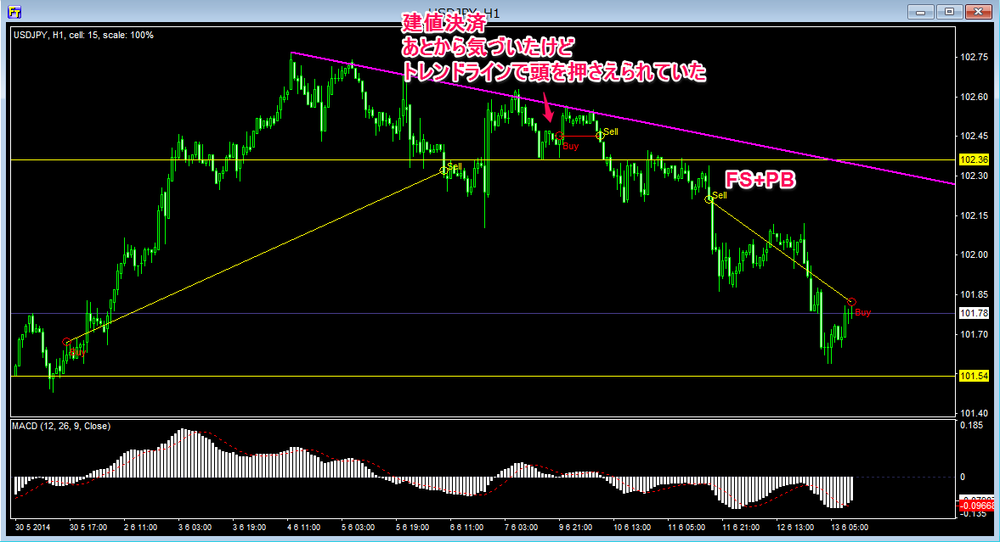 USDJPY, H1
建値決済
あとから気づいたけど
トレンドラインで頭を押さえられていた
USDJPY, H1, cell: 15, scale: 100%
102.75
102.60
102.45
102.36
102.30
102.15
102.00
101.85
101.78
101.70
101.54
101.40
Sell
Buy
Sell
FS+PB
Sell
Buy
MACD (12, 26, 9, Close)
0.185
0
-0.09668
-0.135
30 5 2014
30 5 17:00
2 6 11:00
3 6 03:00
3 6 19:00
4 6 11:00
5 6 03:00
5 6 19:00
6 6 11:00
7 6 03:00
9 6 21:00
10 6 13:00
11 6 05:00
11 6 21:00
12 6 13:00
13 6 05:00